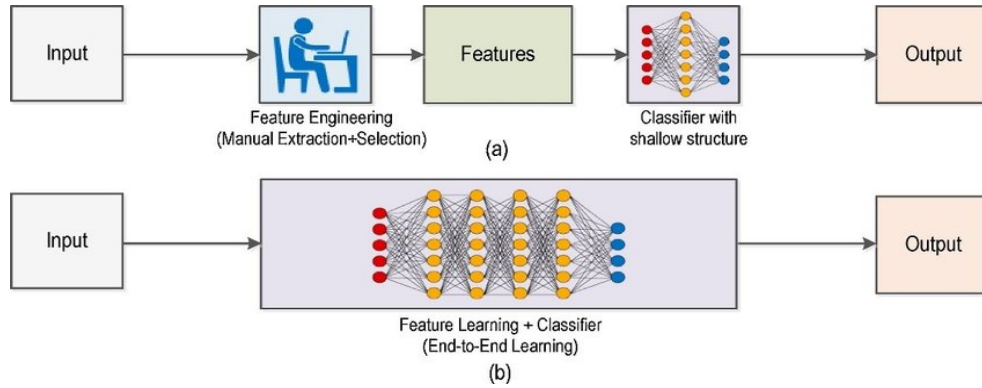 Input
Features
Output
Feature Engineering
(Manual Extraction+Selection)
Classifier with
shallow structure
(a)
Input
Output
Feature Learning + Classifier
(End-to-End Learning)
(b)